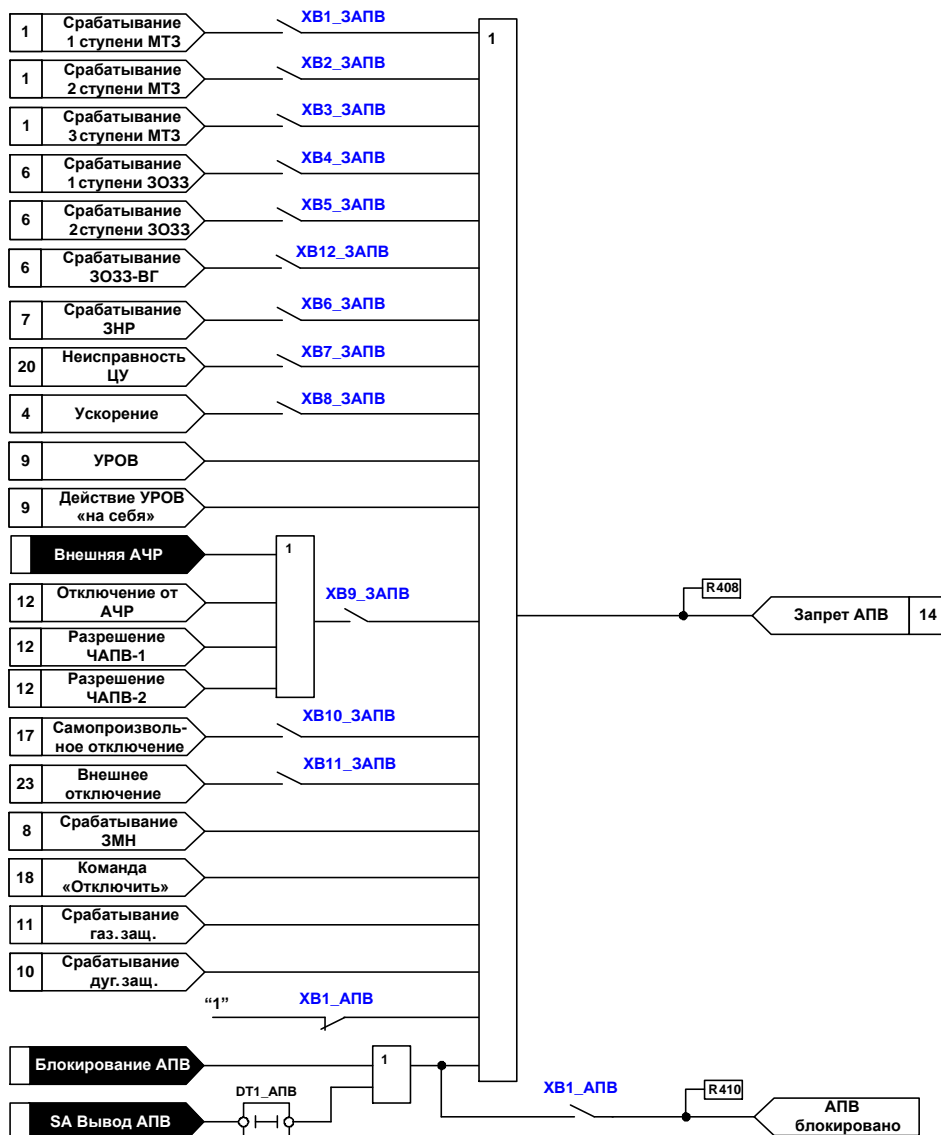 1 Срабатывание
1 ступени МТЗ
XB1_ЗАПВ
1
1 Срабатывание
2 ступени МТЗ
XB2_ЗАПВ
1 Срабатывание
3 ступени МТЗ
XB3_ЗАПВ
6 Срабатывание
1 ступени ЗОЗЗ
XB4_ЗАПВ
6 Срабатывание
2 ступени ЗОЗЗ
XB5_ЗАПВ
6 Срабатывание
ЗОЗЗ-ВГ
XB12_ЗАПВ
7 Срабатывание
ЗНР
XB6_ЗАПВ
20 Неисправность
ЦУ
XB7_ЗАПВ
4 Ускорение
XB8_ЗАПВ
9 УРОВ
9 Действие УРОВ
«на себя»
Внешняя АЧР
1
12 Отключение от
АЧР
XB9_ЗАПВ
R408
Запрет АПВ 14
12 Разрешение
ЧАПВ-1
12 Разрешение
ЧАПВ-2
17 Самопроизволь-
ное отключение
XB10_ЗАПВ
23 Внешнее
отключение
XB11_ЗАПВ
8 Срабатывание
ЗМН
18 Команда
«Отключить»
11 Срабатывание
газ. защ.
10 Срабатывание
дуг. защ.
“1”
XB1_АПВ
Блокирование АПВ
1
DT1_АПВ
SA Вывод АПВ
XB1_АПВ
R410
АПВ
блокировано